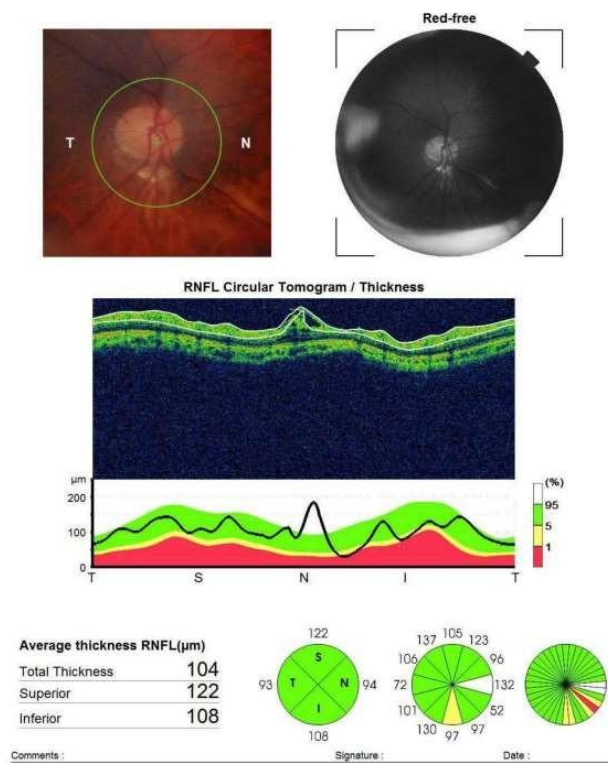 Red-free
T
N
RNFL Circular Tomogram / Thickness
µm
200
100
0
T S N I T
(%)
95
5
1
Average thickness RNFL(µm)
Total Thickness 104
Superior 122
Inferior 108
122
S
93 T N 94
I
108
137 105 123
106 96
72 132
101 52
130 97 97
Comments : Signature : Date :